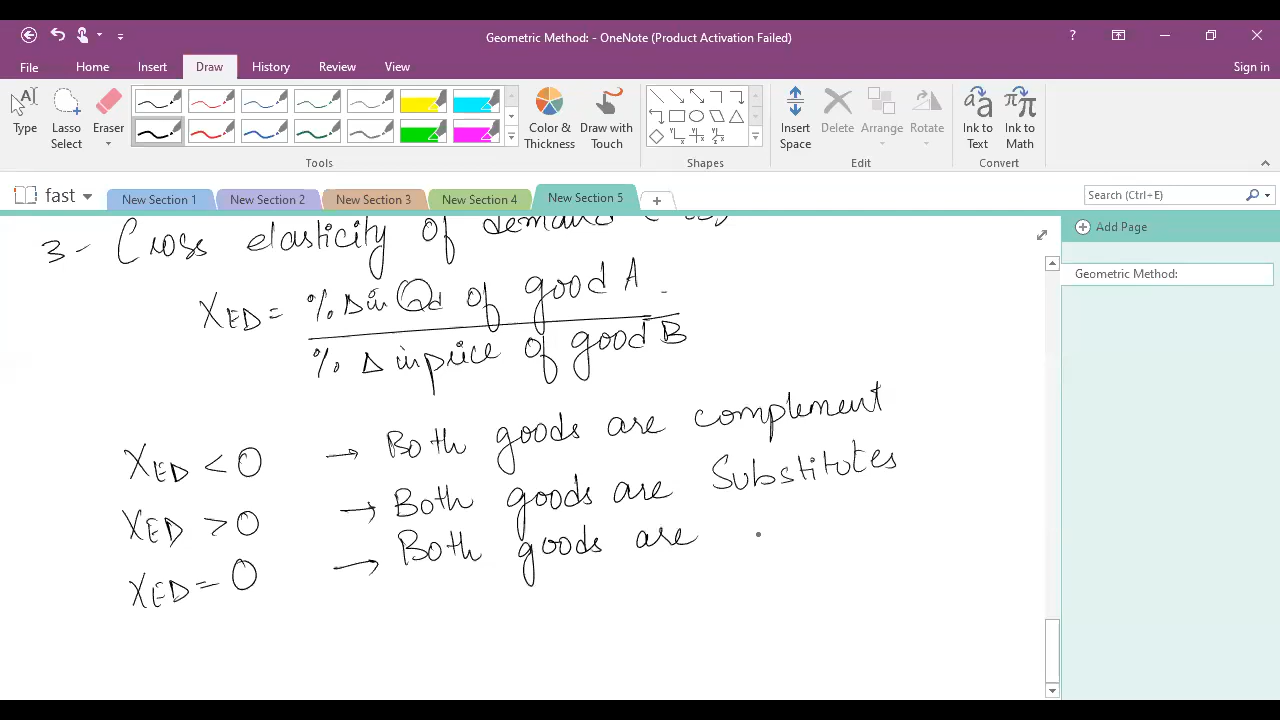 Geometric Method: - OneNote (Product Activation Failed)
?
File Home Insert Draw History Review View Sign in
Type Lasso Select Eraser Color & Thickness Draw with Touch Insert Space Delete Arrange Rotate Ink to Text Ink to Math
Tools Shapes Edit Convert
fast New Section 1 New Section 2 New Section 3 New Section 4 New Section 5 Search (Ctrl+E)
Add Page
Geometric Method:
3- Cross elasticity of demand
XED = % Δ in Qd of good A
% Δ in price of good B
XED < 0 → Both goods are complement
XED > 0 → Both goods are Substitutes
XED = 0 → Both goods are